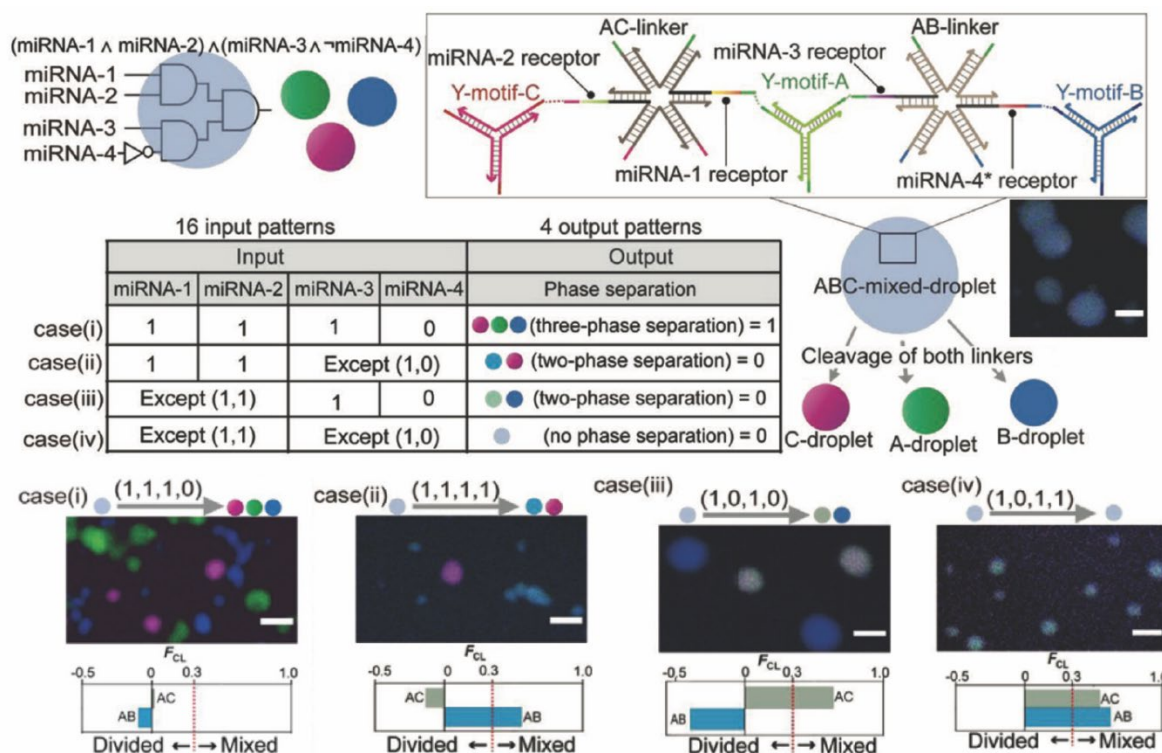 (miRNA-1 ∧ miRNA-2) ∧ (miRNA-3 ∧ ¬miRNA-4)
miRNA-1
miRNA-2
miRNA-3
miRNA-4
AC-linker
AB-linker
miRNA-2 receptor
miRNA-3 receptor
Y-motif-C
Y-motif-A
Y-motif-B
miRNA-1 receptor
miRNA-4* receptor
16 input patterns
4 output patterns
Input
Output
miRNA-1 miRNA-2 miRNA-3 miRNA-4 Phase separation
case(i) 1 1 1 0 (three-phase separation) = 1
case(ii) 1 1 Except (1,0) (two-phase separation) = 0
case(iii) Except (1,1) 1 0 (two-phase separation) = 0
case(iv) Except (1,1) Except (1,0) (no phase separation) = 0
ABC-mixed-droplet
Cleavage of both linkers
C-droplet
A-droplet
B-droplet
case(i) (1,1,1,0)
case(ii) (1,1,1,1)
case(iii) (1,0,1,0)
case(iv) (1,0,1,1)
FCL
-0.5 0 0.3 1.0
AC
AB
Divided ← → Mixed
FCL
-0.5 0 0.3 1.0
AC
AB
Divided ← → Mixed
FCL
-0.5 0 0.3 1.0
AC
AB
Divided ← → Mixed
FCL
-0.5 0 0.3 1.0
AC
AB
Divided ← → Mixed